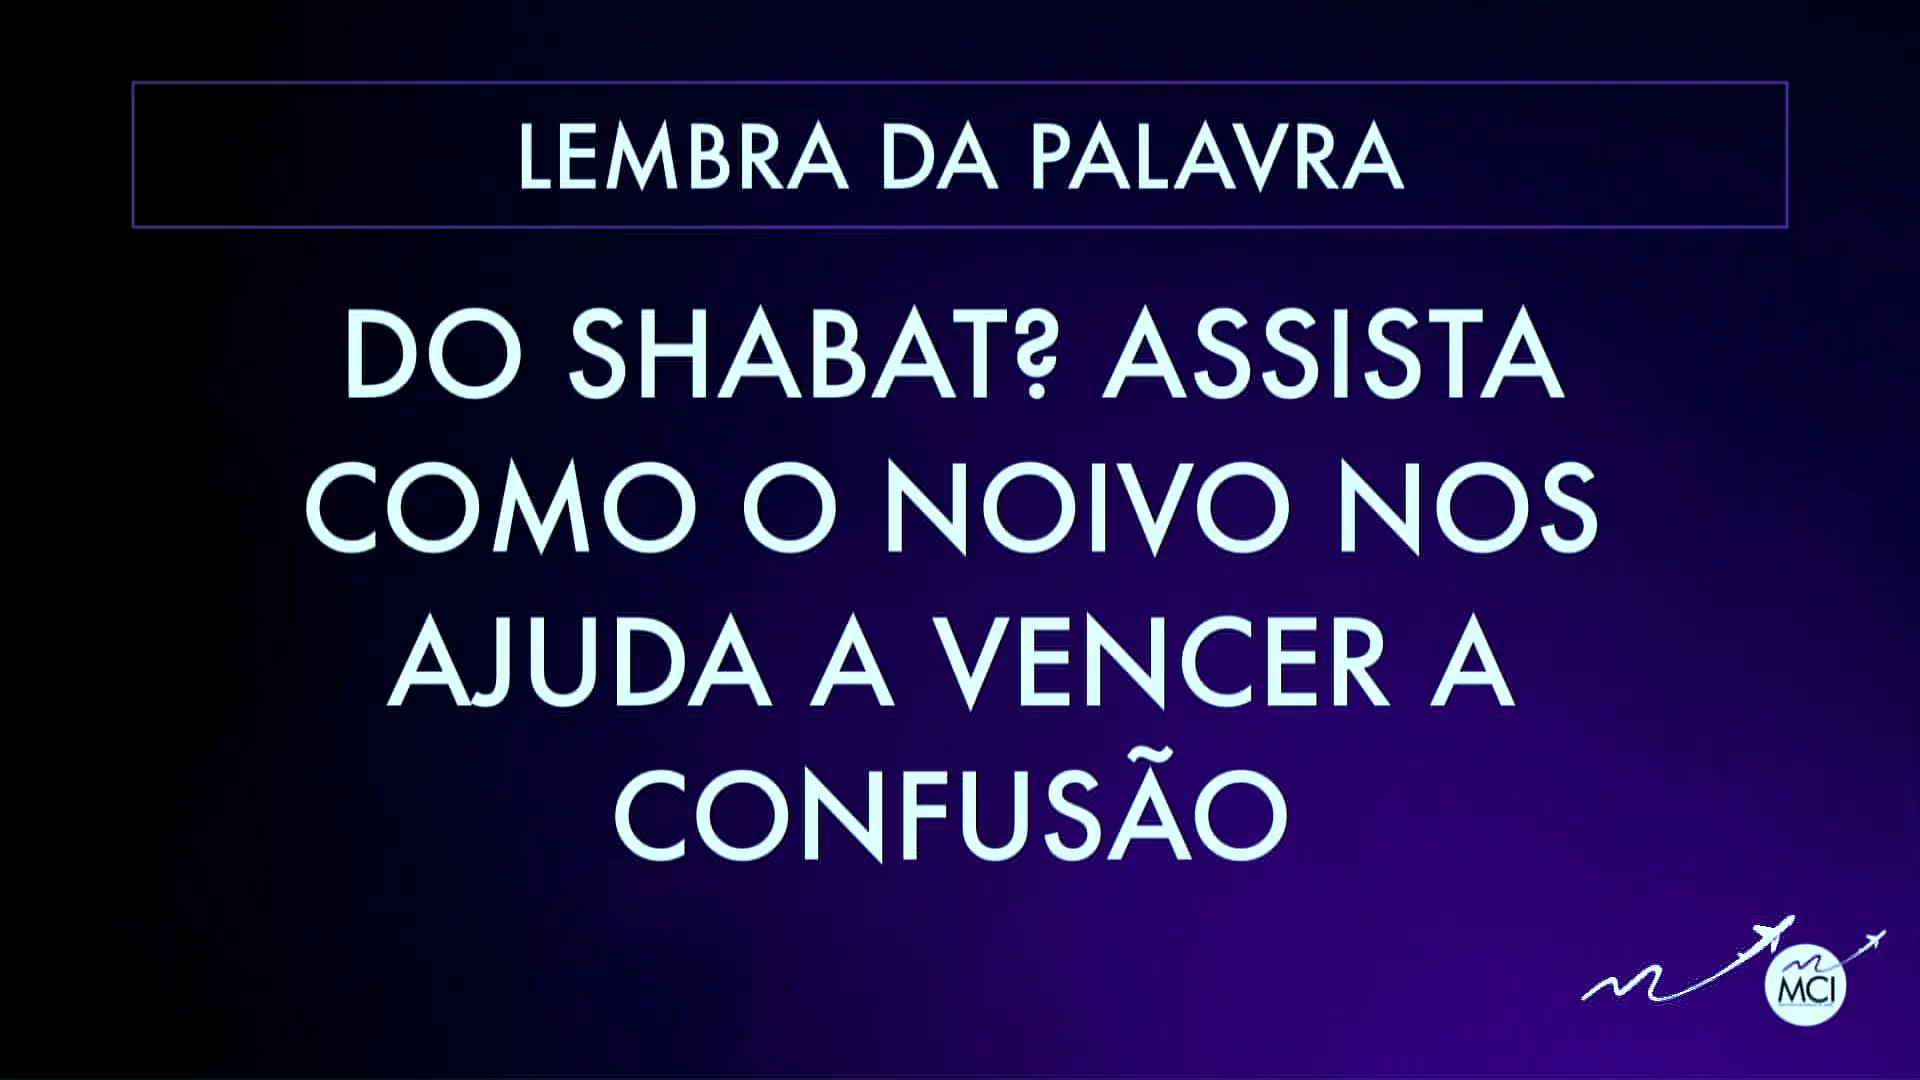 LEMBRA DA PALAVRA
DO SHABAT? ASSISTA
COMO O NOIVO NOS
AJUDA A VENCER A
CONFUSÃO
MCI